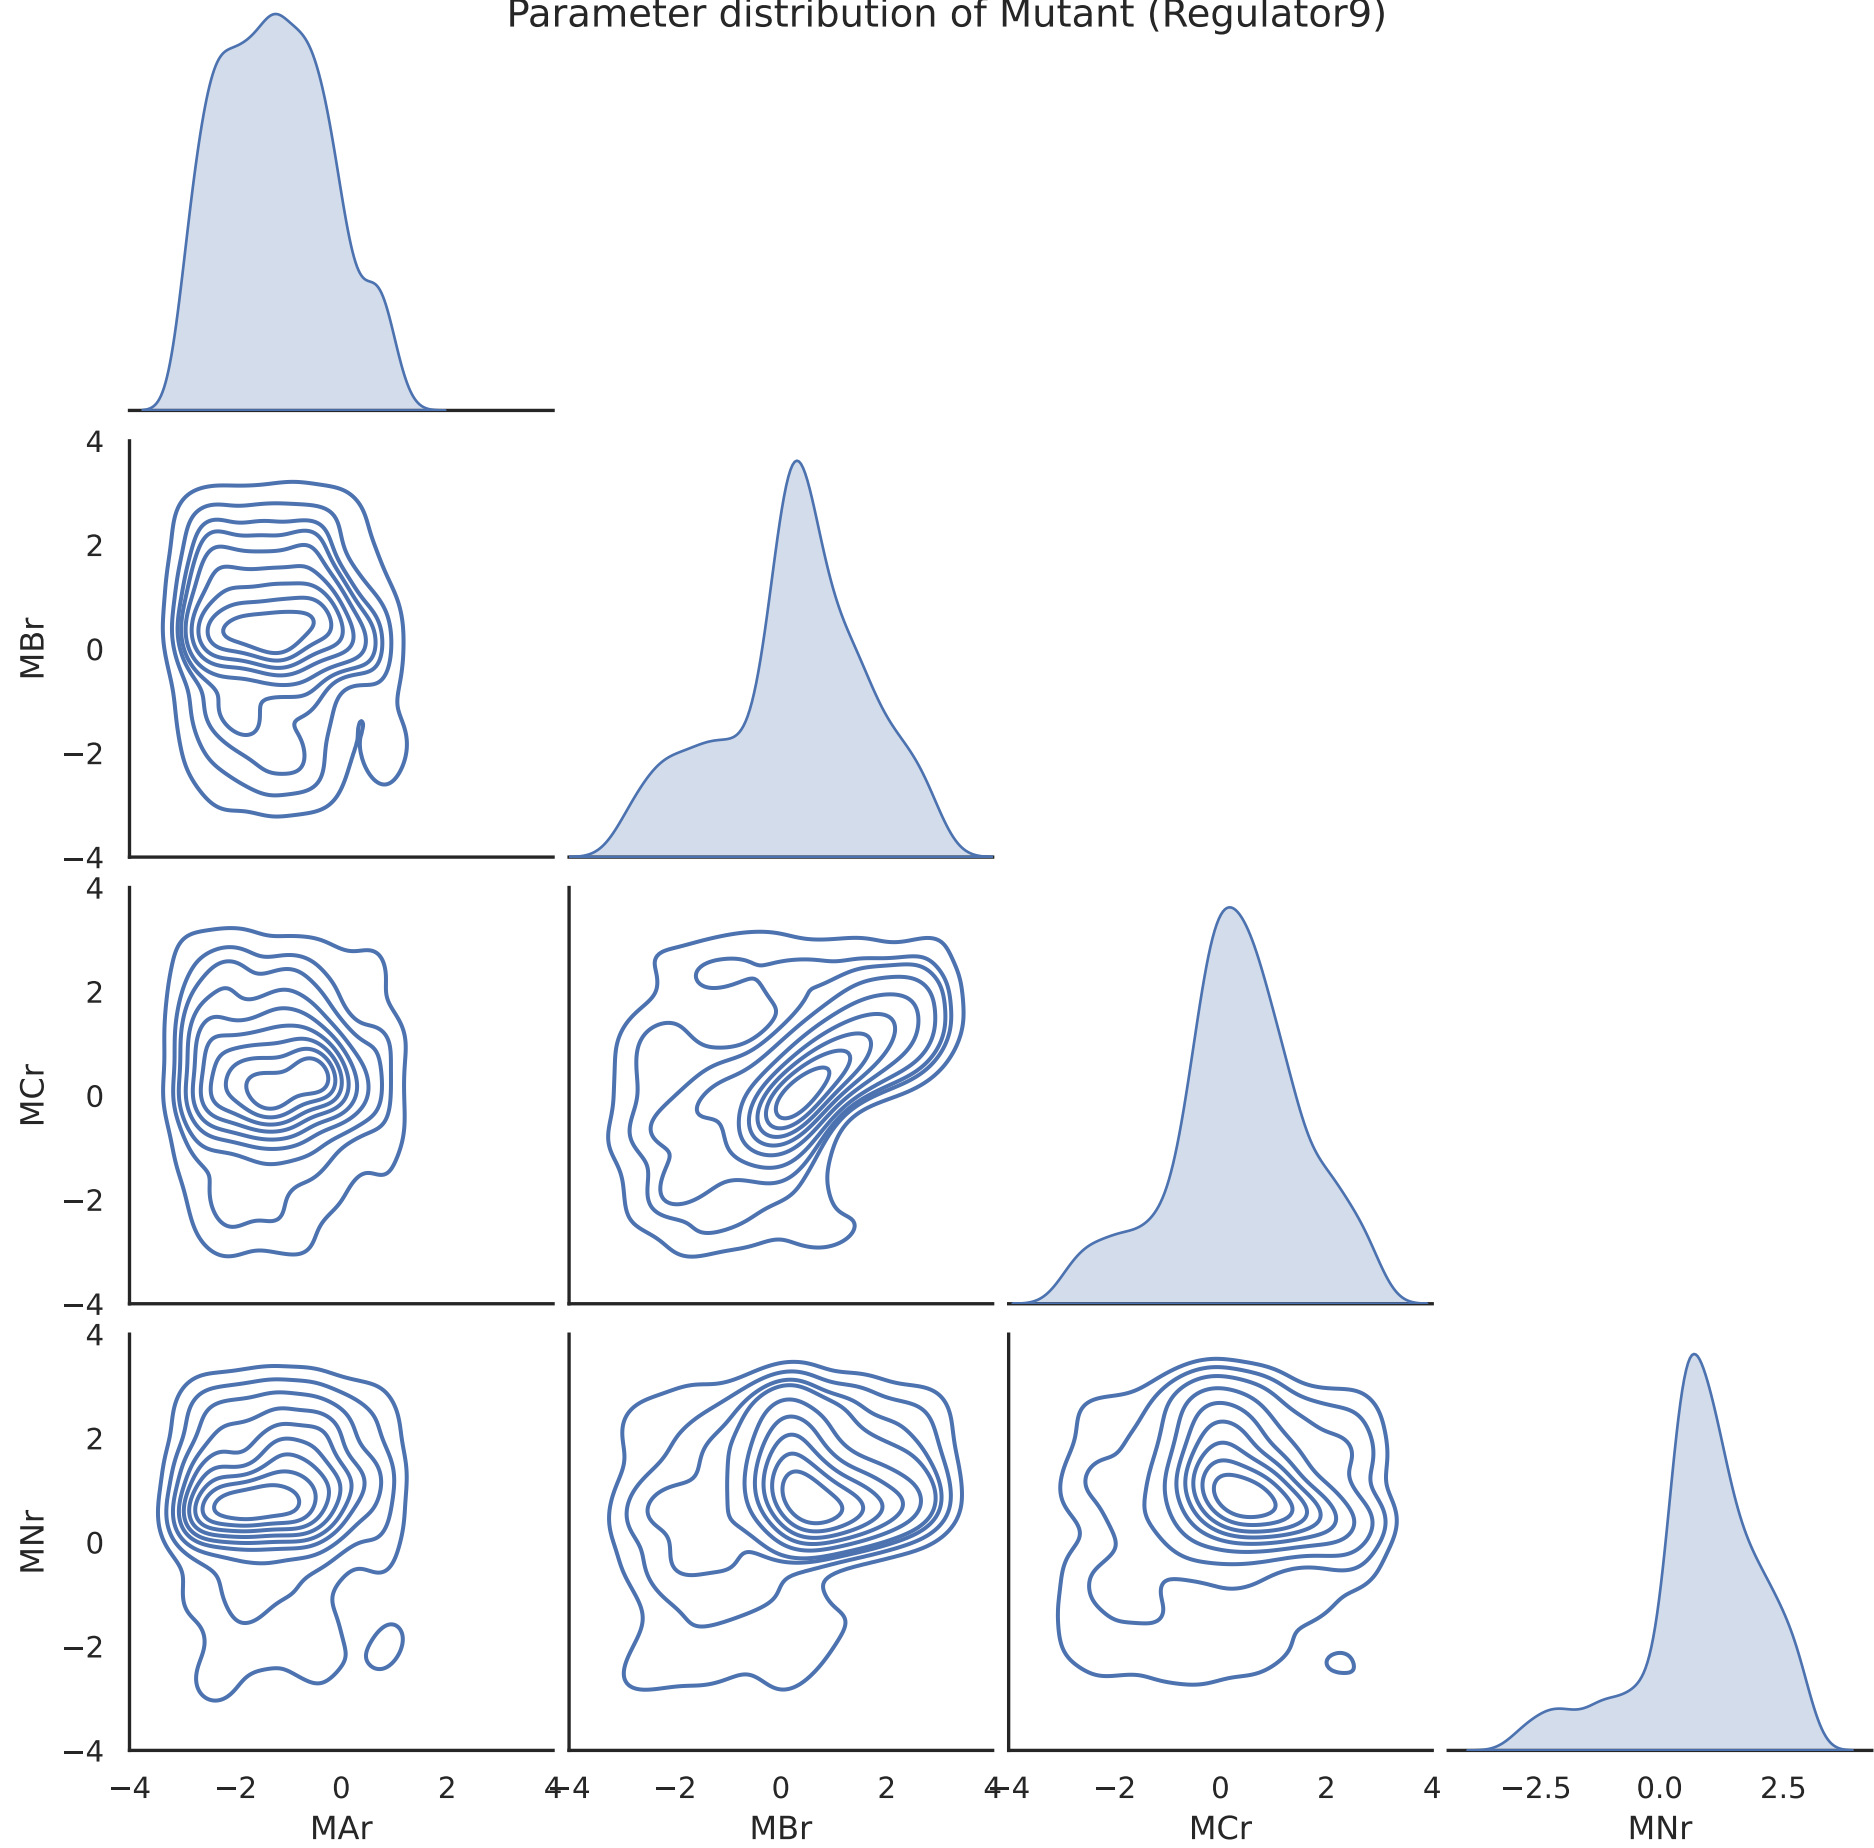 Parameter distribution of Mutant (Regulator9)
4
2
0
−2
−4
MBr
4
2
0
−2
−4
MCr
4
2
0
−2
−4
MNr
−4 −2 0 2 4
−4 −2 0 2 4
−4 −2 0 2 4
−2.5 0.0 2.5
MAr MBr MCr MNr